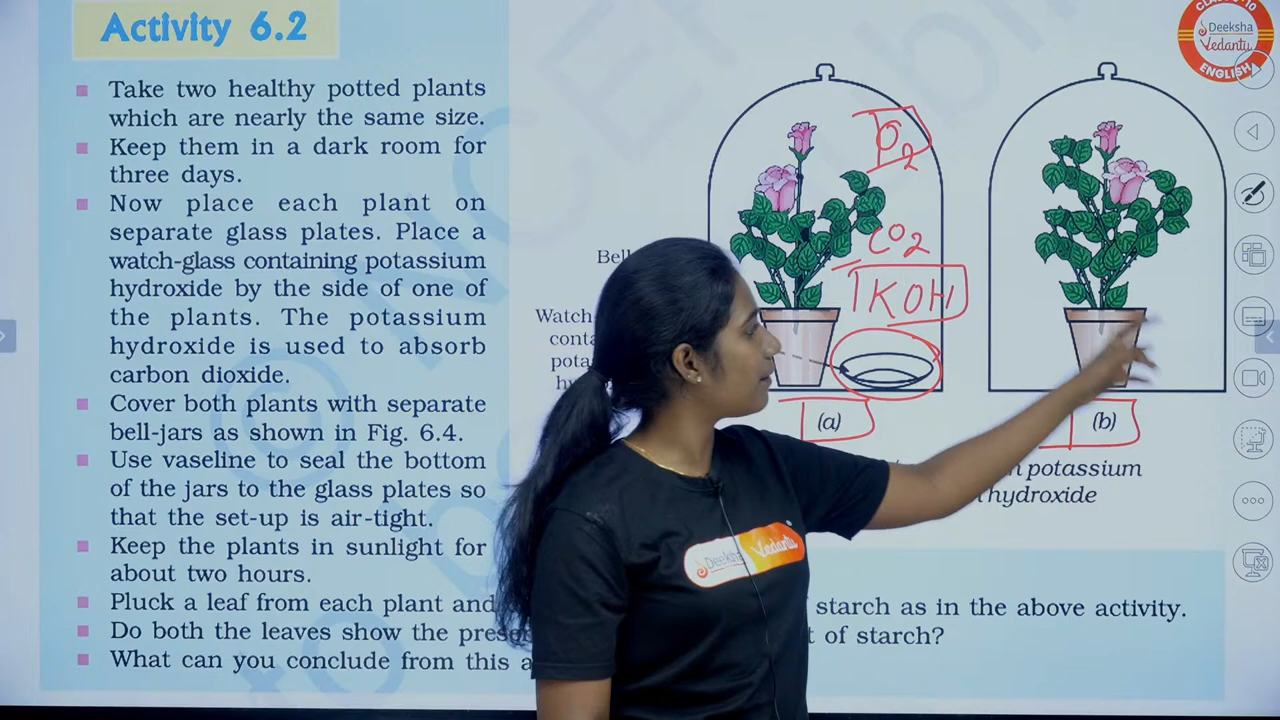 Activity 6.2
Take two healthy potted plants
which are nearly the same size.
Keep them in a dark room for
three days.
Now place each plant on
separate glass plates. Place a
watch-glass containing potassium
hydroxide by the side of one of
the plants. The potassium
hydroxide is used to absorb
carbon dioxide.
Cover both plants with separate
bell-jars as shown in Fig. 6.4.
Use vaseline to seal the bottom
of the jars to the glass plates so
that the set-up is air-tight.
Keep the plants in sunlight for
about two hours.
Pluck a leaf from each plant and
starch as in the above activity.
Do both the leaves show the
of starch?
What can you conclude from this
CLASS 9-10
Deeksha
Vedantu
ENGLISH
O2
CO2
KOH
Bell
Watch
(a)
(b)
potassium
hydroxide
Deeksha
Vedantu